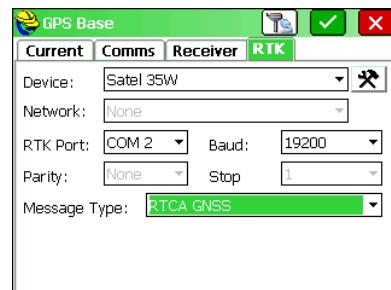 GPS Base
Current Comms Receiver RTK
Device: Satel 35W
Network: None
RTK Port: COM 2 Baud: 19200
Parity: None Stop 1
Message Type: RTCA GNSS